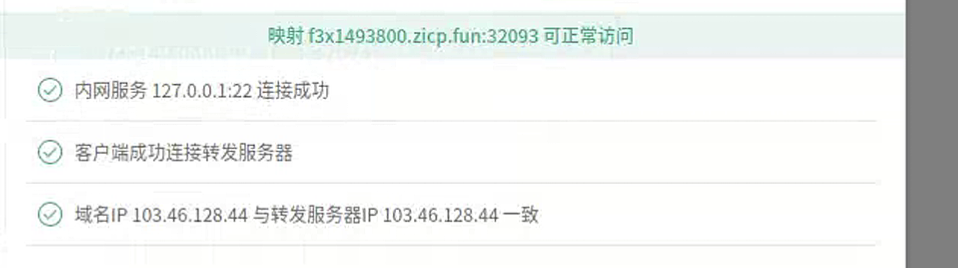 映射 f3x1493800.zicp.fun:32093 可正常访问
内网服务 127.0.0.1:22 连接成功
客户端成功连接转发服务器
域名IP 103.46.128.44 与转发服务器IP 103.46.128.44 一致